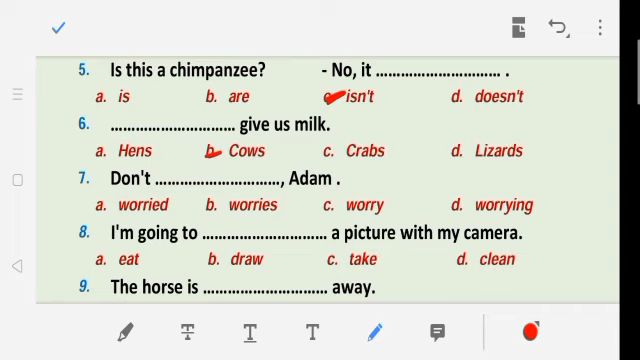 5. Is this a chimpanzee? - No, it ................................ .
a. is b. are c. isn't d. doesn't
6. ................................ give us milk.
a. Hens b. Cows c. Crabs d. Lizards
7. Don't ................................, Adam .
a. worried b. worries c. worry d. worrying
8. I'm going to ................................ a picture with my camera.
a. eat b. draw c. take d. clean
9. The horse is ................................ away.
T T T